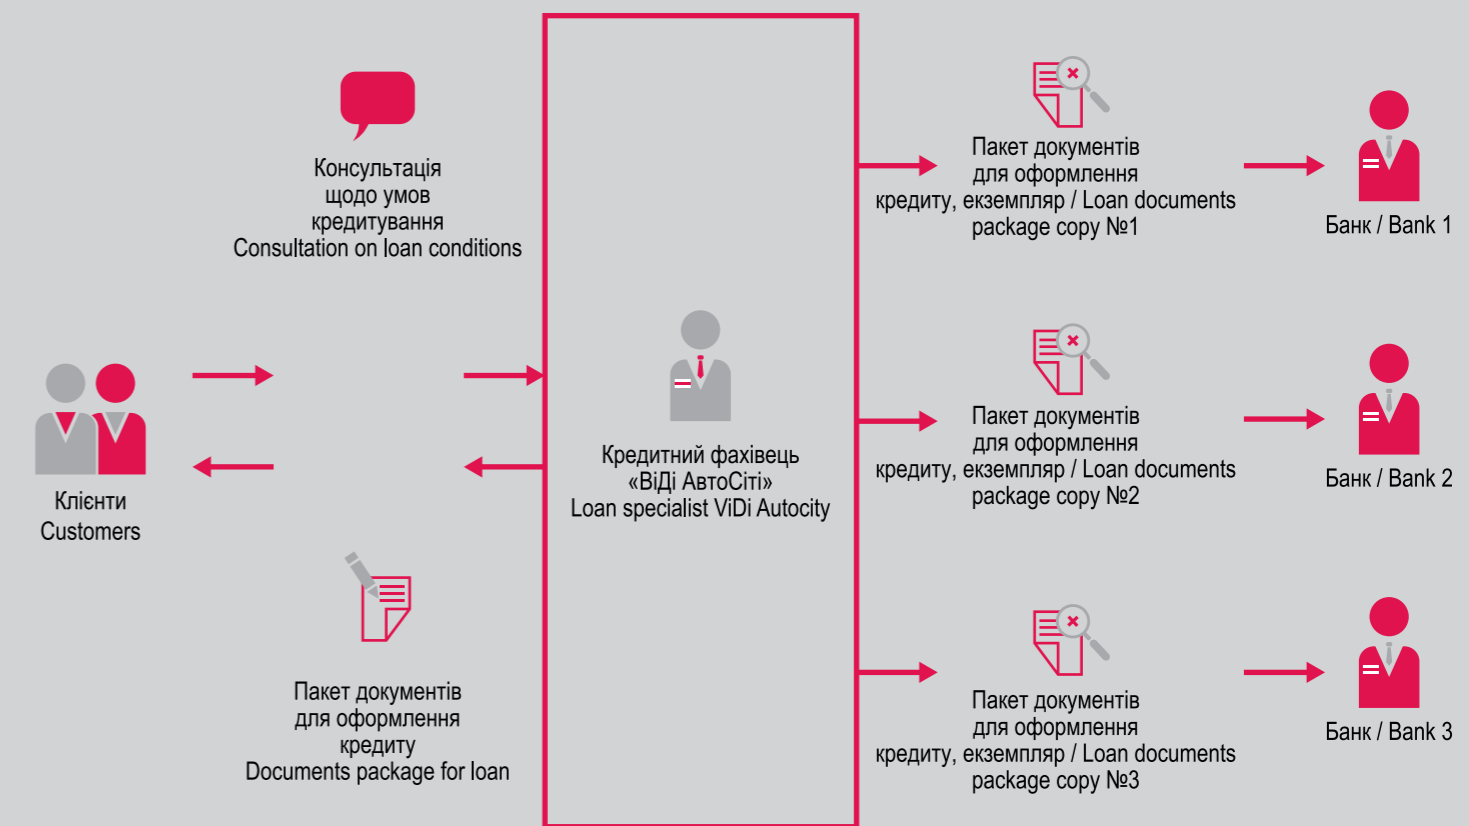 Консультація
щодо умов
кредитування
Consultation on loan conditions
Клієнти
Customers
Пакет документів
для оформлення
кредиту
Documents package for loan
Кредитний фахівець
«ВіДі АвтоСіті»
Loan specialist ViDi Autocity
Пакет документів
для оформлення
кредиту, екземпляр / Loan documents
package copy №1
Банк / Bank 1
Пакет документів
для оформлення
кредиту, екземпляр / Loan documents
package copy №2
Банк / Bank 2
Пакет документів
для оформлення
кредиту, екземпляр / Loan documents
package copy №3
Банк / Bank 3